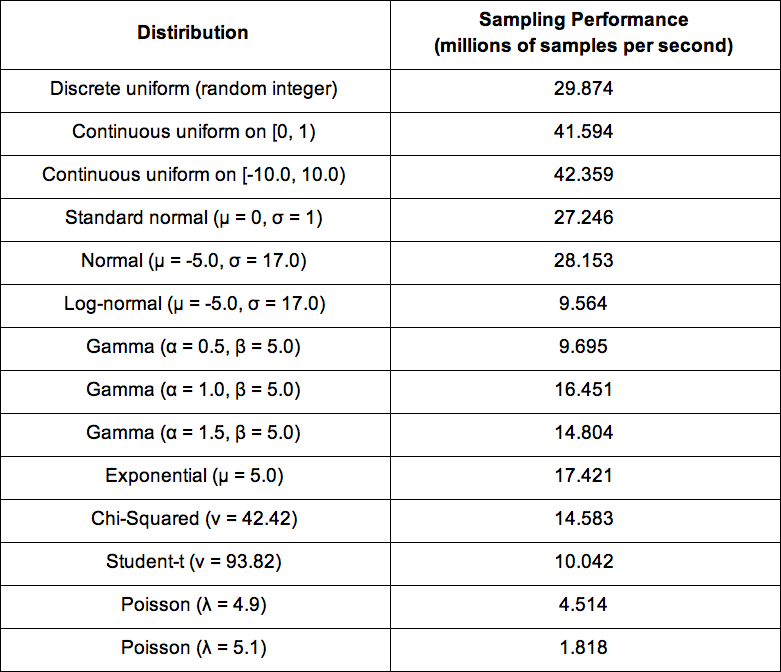 Distiribution
Sampling Performance
(millions of samples per second)
Discrete uniform (random integer)
29.874
Continuous uniform on [0, 1)
41.594
Continuous uniform on [-10.0, 10.0)
42.359
Standard normal (μ = 0, σ = 1)
27.246
Normal (μ = -5.0, σ = 17.0)
28.153
Log-normal (μ = -5.0, σ = 17.0)
9.564
Gamma (α = 0.5, β = 5.0)
9.695
Gamma (α = 1.0, β = 5.0)
16.451
Gamma (α = 1.5, β = 5.0)
14.804
Exponential (μ = 5.0)
17.421
Chi-Squared (v = 42.42)
14.583
Student-t (v = 93.82)
10.042
Poisson (λ = 4.9)
4.514
Poisson (λ = 5.1)
1.818